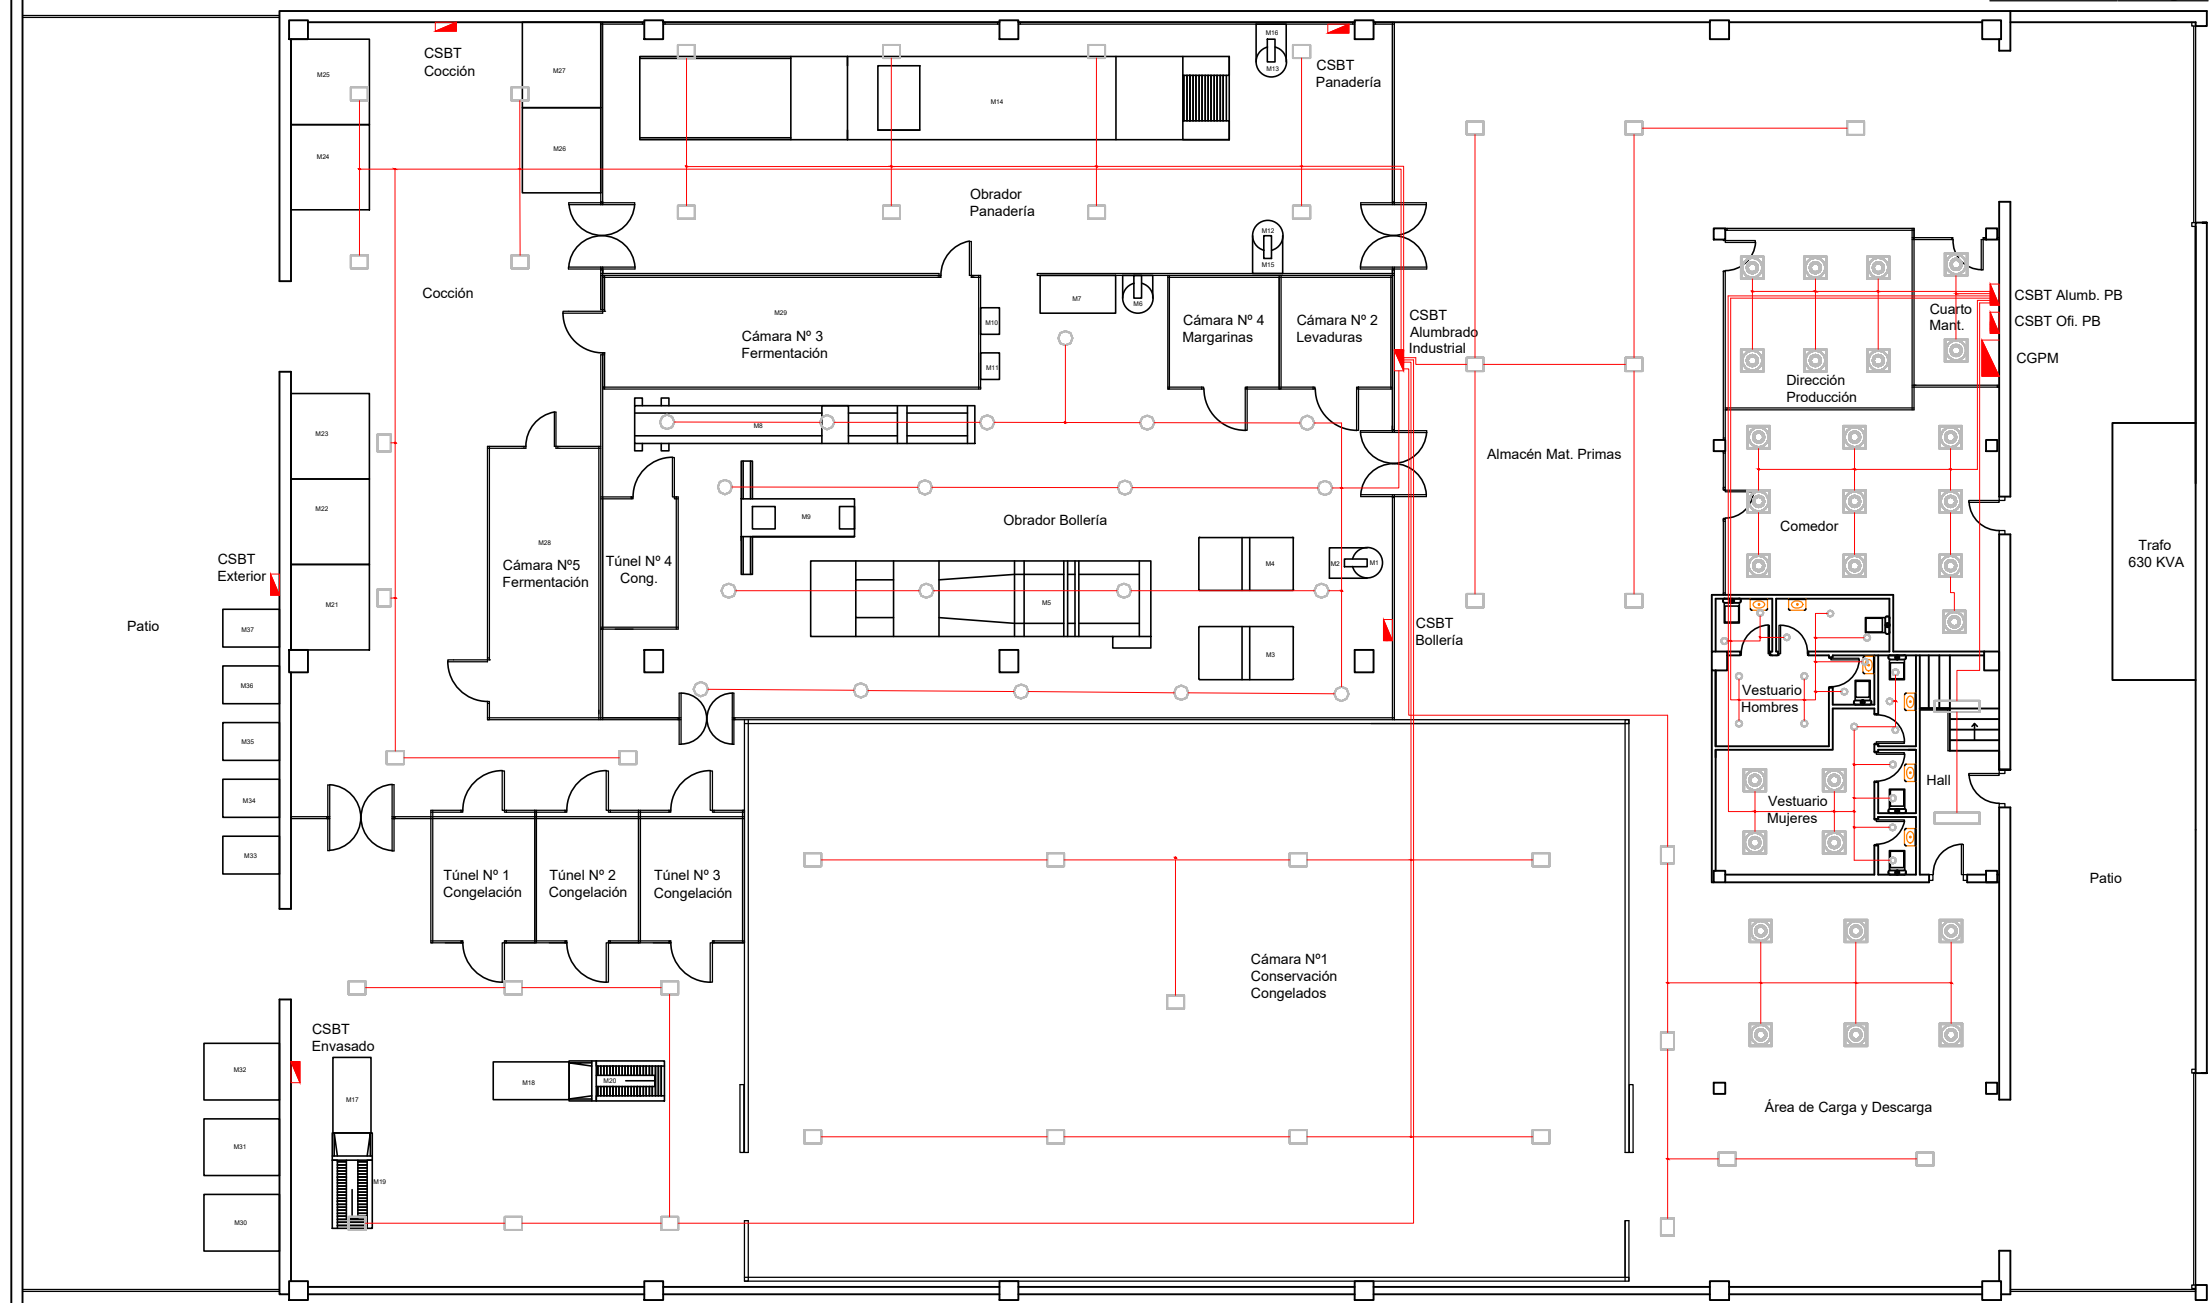 CSBT
Cocción
M25
M24
M27
M26
M14
M16
M13
CSBT
Panadería
Obrador
Panadería
M12
M15
Cocción
M29
Cámara Nº 3
Fermentación
M10
M11
M7
M6
Cámara Nº 4
Margarinas
Cámara Nº 2
Levaduras
CSBT
Alumbrado
Industrial
CSBT Alumb. PB
CSBT Ofi. PB
CGPM
Cuarto
Mant.
Dirección
Producción
M23
M22
M21
M8
M9
Almacén Mat. Primas
Obrador Bollería
Comedor
Trafo
630 KVA
CSBT
Exterior
M28
Cámara Nº5
Fermentación
Túnel Nº 4
Cong.
M4
M2
M1
M5
M3
CSBT
Bollería
Patio
M37
M36
M35
M34
M33
Vestuario
Hombres
Hall
Vestuario
Mujeres
Túnel Nº 1
Congelación
Túnel Nº 2
Congelación
Túnel Nº 3
Congelación
Patio
Cámara Nº1
Conservación
Congelados
CSBT
Envasado
M32
M31
M30
M17
M18
M20
M19
Área de Carga y Descarga